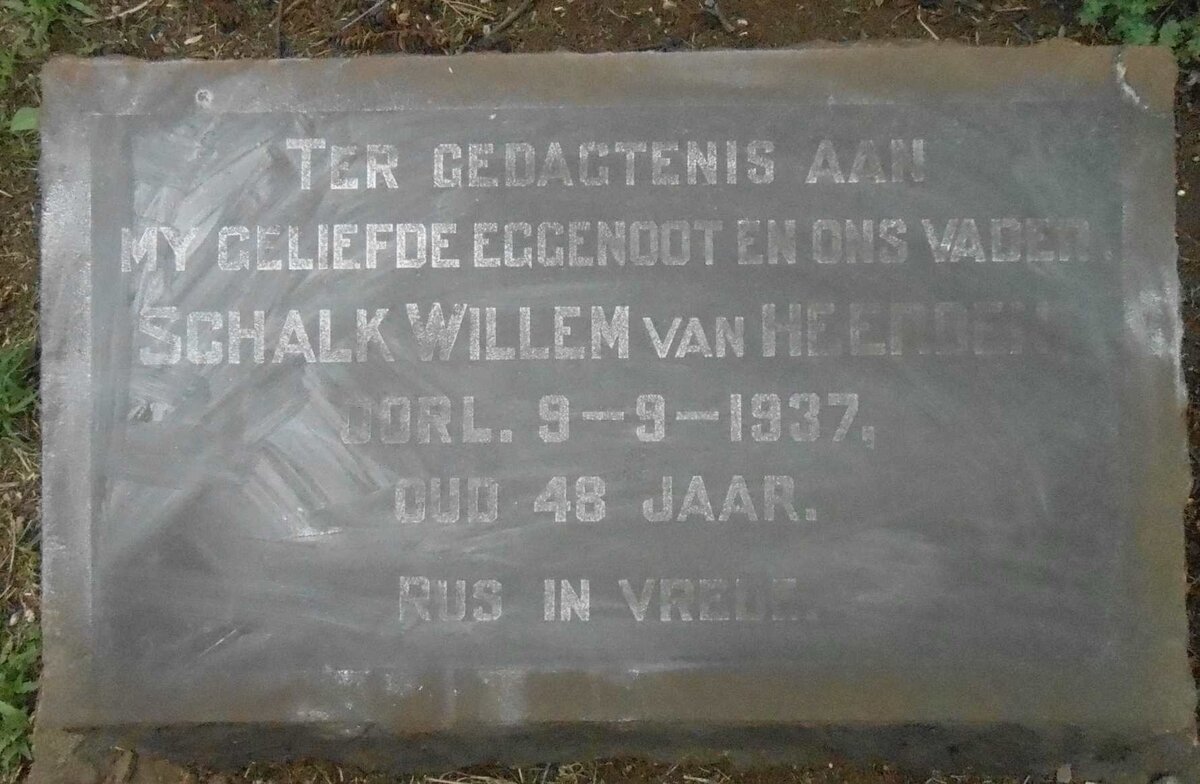 TER GEDAGTENIS AAN
MY GELIEFDE EGGENOOT EN ONS VADER.
SCHALK WILLEM VAN HEERDEN
OORL. 9-9-1937,
OUD 48 JAAR.
RUS IN VREDE.